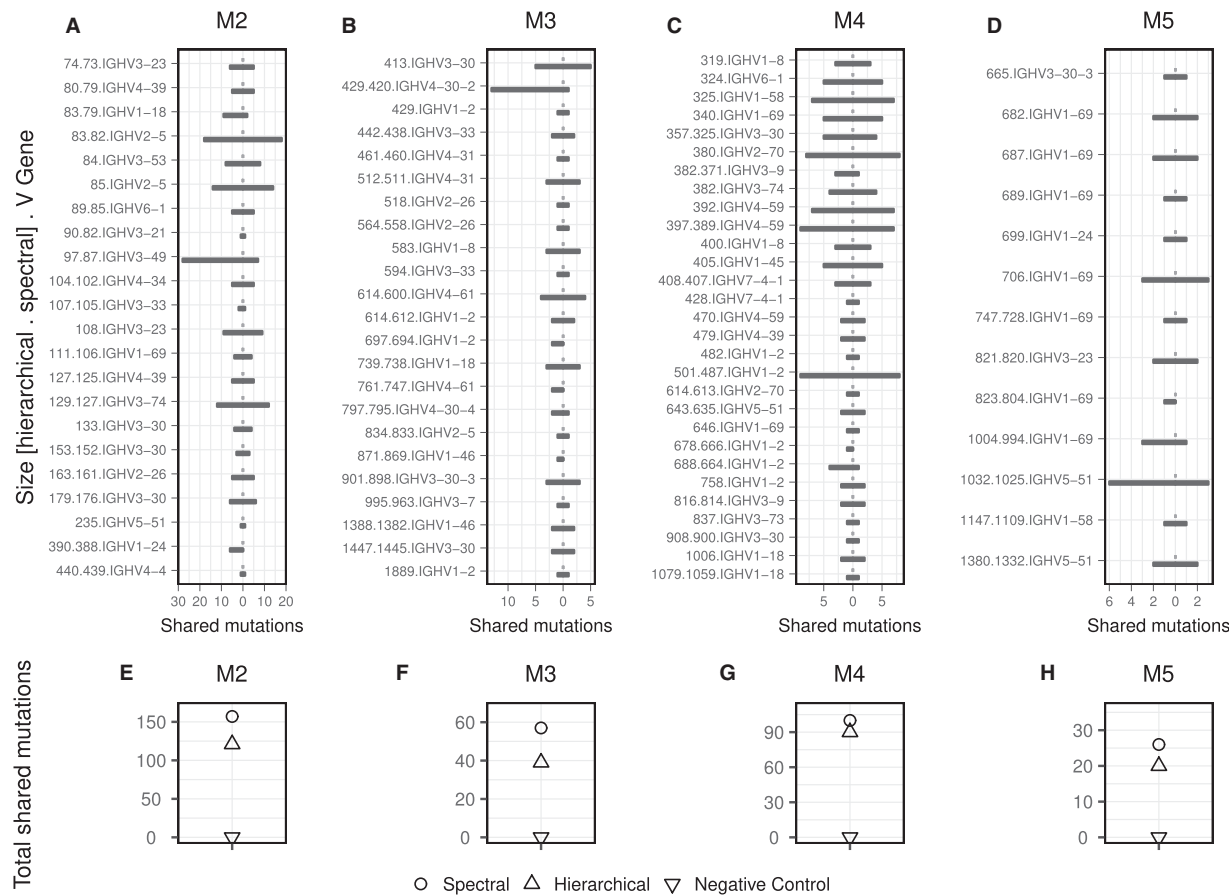 A M2
B M3
C M4
D M5
Size [hierarchical . spectral] . V Gene
74.73.IGHV3−23
80.79.IGHV4−39
83.79.IGHV1−18
83.82.IGHV2−5
84.IGHV3−53
85.IGHV2−5
89.85.IGHV6−1
90.82.IGHV3−21
97.87.IGHV3−49
104.102.IGHV4−34
107.105.IGHV3−33
108.IGHV3−23
111.106.IGHV1−69
127.125.IGHV4−39
129.127.IGHV3−74
133.IGHV3−30
153.152.IGHV3−30
163.161.IGHV2−26
179.176.IGHV3−30
235.IGHV5−51
390.388.IGHV1−24
440.439.IGHV4−4
30 20 10 0 10 20
Shared mutations
413.IGHV3−30
429.420.IGHV4−30−2
429.IGHV1−2
442.438.IGHV3−33
461.460.IGHV4−31
512.511.IGHV4−31
518.IGHV2−26
564.558.IGHV2−26
583.IGHV1−8
594.IGHV3−33
614.600.IGHV4−61
614.612.IGHV1−2
697.694.IGHV1−2
739.738.IGHV1−18
761.747.IGHV4−61
797.795.IGHV4−30−4
834.833.IGHV2−5
871.869.IGHV1−46
901.898.IGHV3−30−3
995.963.IGHV3−7
1388.1382.IGHV1−46
1447.1445.IGHV3−30
1889.IGHV1−2
10 5 0 5
Shared mutations
319.IGHV1−8
324.IGHV6−1
325.IGHV1−58
340.IGHV1−69
357.325.IGHV3−30
380.IGHV2−70
382.371.IGHV3−9
382.IGHV3−74
392.IGHV4−59
397.389.IGHV4−59
400.IGHV1−8
405.IGHV1−45
408.407.IGHV7−4−1
428.IGHV7−4−1
470.IGHV4−59
479.IGHV4−39
482.IGHV1−2
501.487.IGHV1−2
614.613.IGHV2−70
643.635.IGHV5−51
646.IGHV1−69
678.666.IGHV1−2
688.664.IGHV1−2
758.IGHV1−2
816.814.IGHV3−9
837.IGHV3−73
908.900.IGHV3−30
1006.IGHV1−18
1079.1059.IGHV1−18
5 0 5
Shared mutations
665.IGHV3−30−3
682.IGHV1−69
687.IGHV1−69
689.IGHV1−69
699.IGHV1−24
706.IGHV1−69
747.728.IGHV1−69
821.820.IGHV3−23
823.804.IGHV1−69
1004.994.IGHV1−69
1032.1025.IGHV5−51
1147.1109.IGHV1−58
1380.1332.IGHV5−51
6 4 2 0 2
Shared mutations
Total shared mutations
E M2
150
100
50
0
F M3
60
40
20
0
G M4
90
60
30
0
H M5
30
20
10
0
Spectral Hierarchical Negative Control